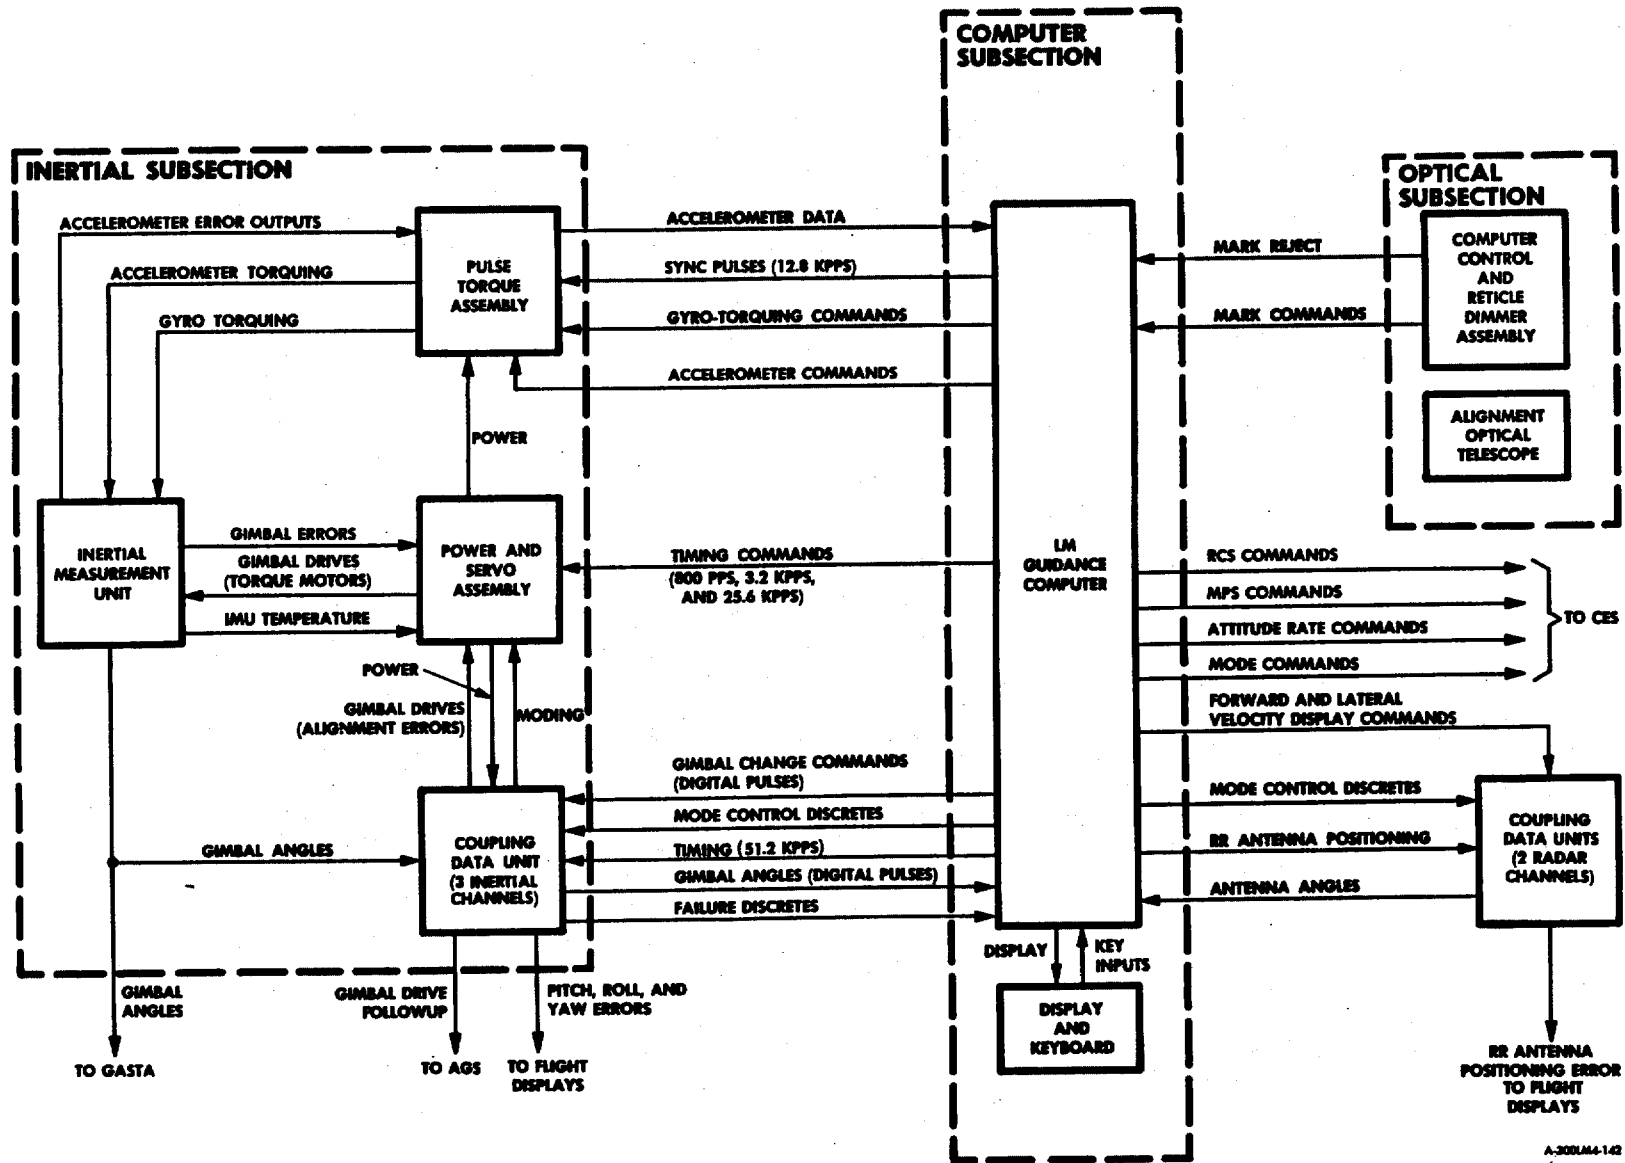 COMPUTER
SUBSECTION
INERTIAL SUBSECTION
OPTICAL
SUBSECTION
ACCELEROMETER ERROR OUTPUTS
ACCELEROMETER TORQUING
GYRO TORQUING
PULSE
TORQUE
ASSEMBLY
ACCELEROMETER DATA
SYNC PULSES (12.8 KPPS)
GYRO-TORQUING COMMANDS
ACCELEROMETER COMMANDS
MARK REJECT
MARK COMMANDS
COMPUTER
CONTROL
AND
RETICLE
DIMMER
ASSEMBLY
ALIGNMENT
OPTICAL
TELESCOPE
POWER
INERTIAL
MEASUREMENT
UNIT
GIMBAL ERRORS
GIMBAL DRIVES
(TORQUE MOTORS)
IMU TEMPERATURE
POWER AND
SERVO
ASSEMBLY
TIMING COMMANDS
(800 PPS, 3.2 KPPS,
AND 25.6 KPPS)
LM
GUIDANCE
COMPUTER
RCS COMMANDS
MPS COMMANDS
ATTITUDE RATE COMMANDS
MODE COMMANDS
TO CES
FORWARD AND LATERAL
VELOCITY DISPLAY COMMANDS
POWER
GIMBAL DRIVES
(ALIGNMENT ERRORS)
MODING
GIMBAL CHANGE COMMANDS
(DIGITAL PULSES)
MODE CONTROL DISCRETES
TIMING (51.2 KPPS)
GIMBAL ANGLES (DIGITAL PULSES)
FAILURE DISCRETES
MODE CONTROL DISCRETES
RR ANTENNA POSITIONING
ANTENNA ANGLES
COUPLING
DATA UNITS
(2 RADAR
CHANNELS)
GIMBAL ANGLES
COUPLING
DATA UNIT
(3 INERTIAL
CHANNELS)
DISPLAY
KEY
INPUTS
DISPLAY
AND
KEYBOARD
GIMBAL
ANGLES
GIMBAL DRIVE
FOLLOWUP
PITCH, ROLL, AND
YAW ERRORS
TO GASTA
TO AGS
TO FLIGHT
DISPLAYS
RR ANTENNA
POSITIONING ERROR
TO FLIGHT
DISPLAYS
A-300LM4-142